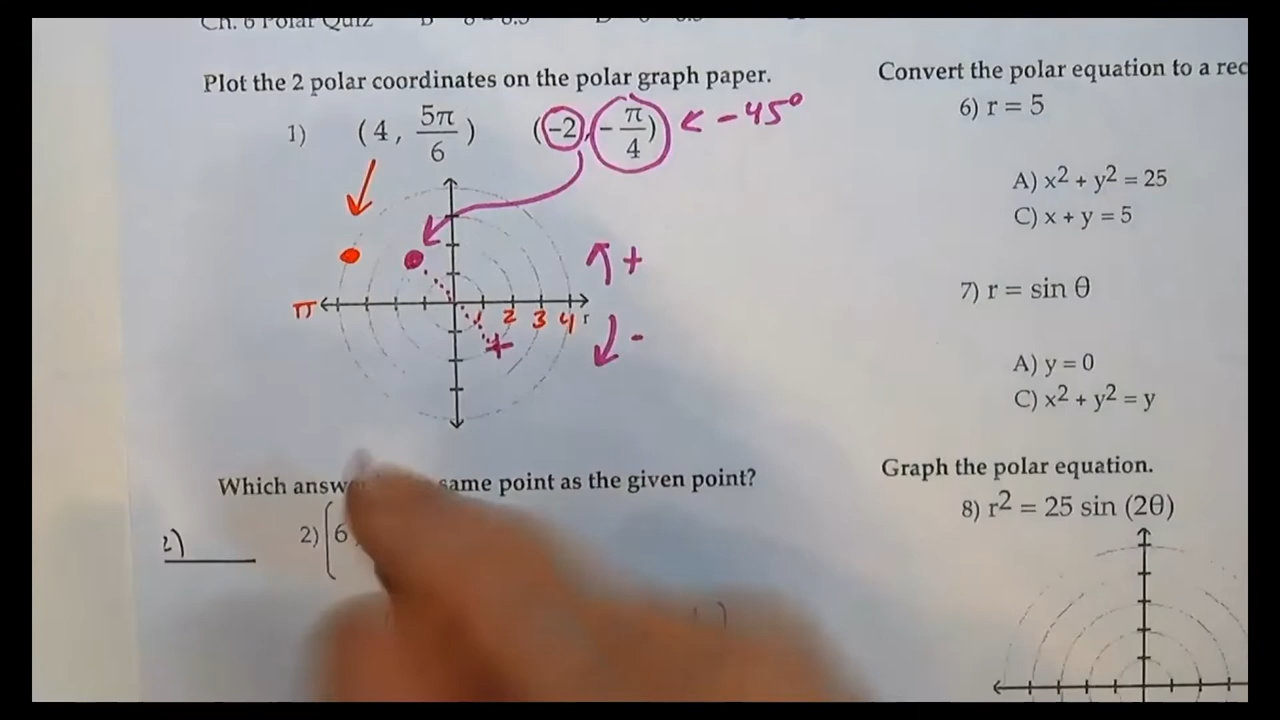 Ch. 6 Polar Quiz
Plot the 2 polar coordinates on the polar graph paper.
1) (4, 5π/6) (-2, -π/4) ← -45°
↑ +
π 1 2 3 4 r
↓ -
Which same point as the given point?
2) 2) (6
Convert the polar equation to a rec
6) r = 5
A) x² + y² = 25
C) x + y = 5
7) r = sin θ
A) y = 0
C) x² + y² = y
Graph the polar equation.
8) r² = 25 sin (2θ)